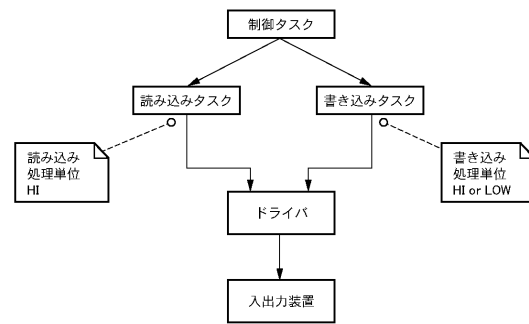 制御タスク
読み込みタスク
書き込みタスク
読み込み
処理単位
HI
書き込み
処理単位
HI or LOW
ドライバ
入出力装置